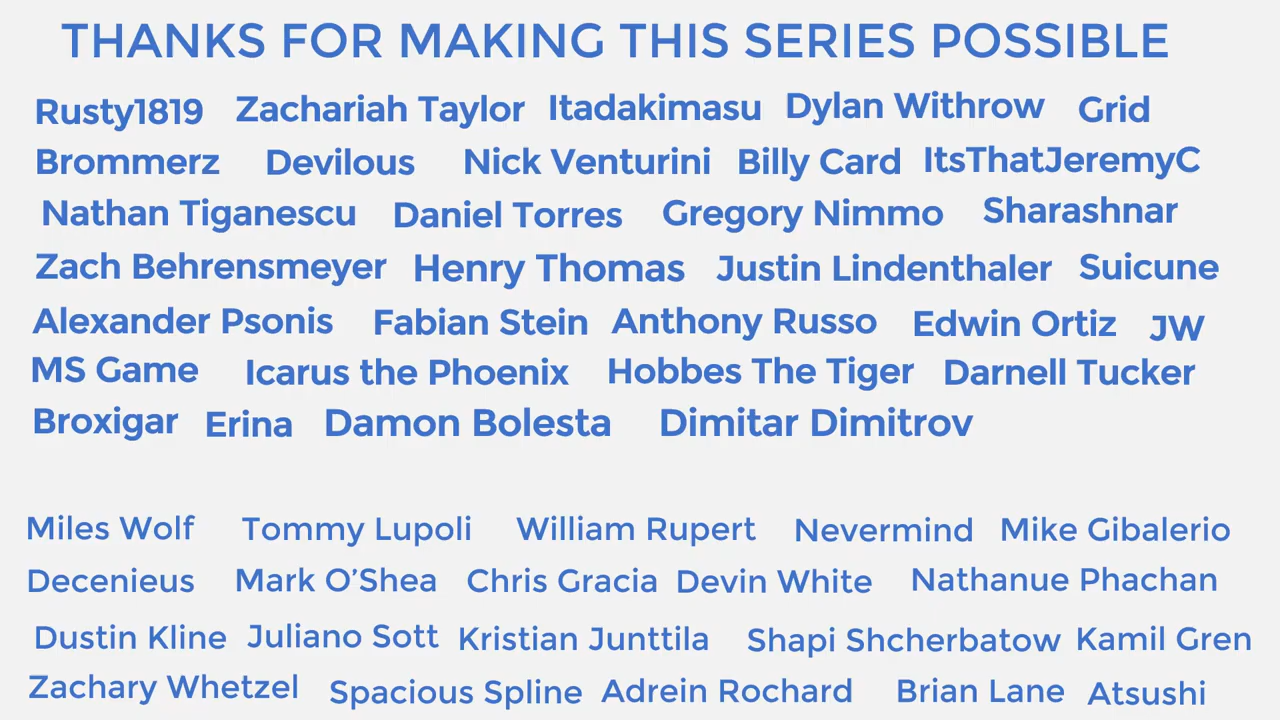 THANKS FOR MAKING THIS SERIES POSSIBLE
Rusty1819 Zachariah Taylor Itadakimasu Dylan Withrow Grid
Brommerz Devilous Nick Venturini Billy Card ItsThatJeremyC
Nathan Tiganescu Daniel Torres Gregory Nimmo Sharashnar
Zach Behrensmeyer Henry Thomas Justin Lindenthaler Suicune
Alexander Psonis Fabian Stein Anthony Russo Edwin Ortiz JW
MS Game Icarus the Phoenix Hobbes The Tiger Darnell Tucker
Broxigar Erina Damon Bolesta Dimitar Dimitrov
Miles Wolf Tommy Lupoli William Rupert Nevermind Mike Gibalerio
Decenieus Mark O’Shea Chris Gracia Devin White Nathanue Phachan
Dustin Kline Juliano Sott Kristian Junttila Shapi Shcherbatow Kamil Gren
Zachary Whetzel Spacious Spline Adrein Rochard Brian Lane Atsushi